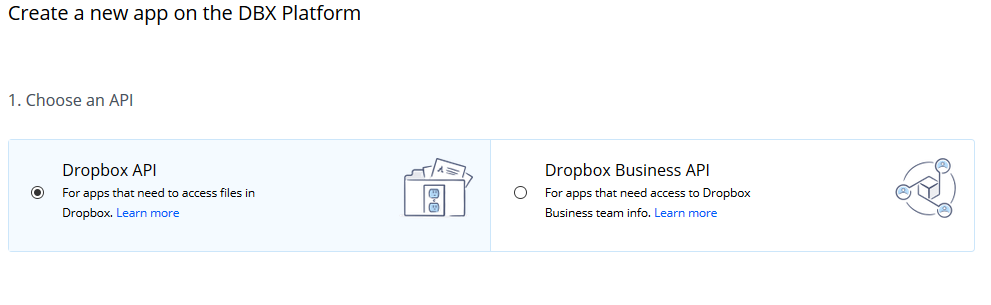 Create a new app on the DBX Platform
1. Choose an API
Dropbox API
For apps that need to access files in
Dropbox. Learn more
Dropbox Business API
For apps that need access to Dropbox
Business team info. Learn more